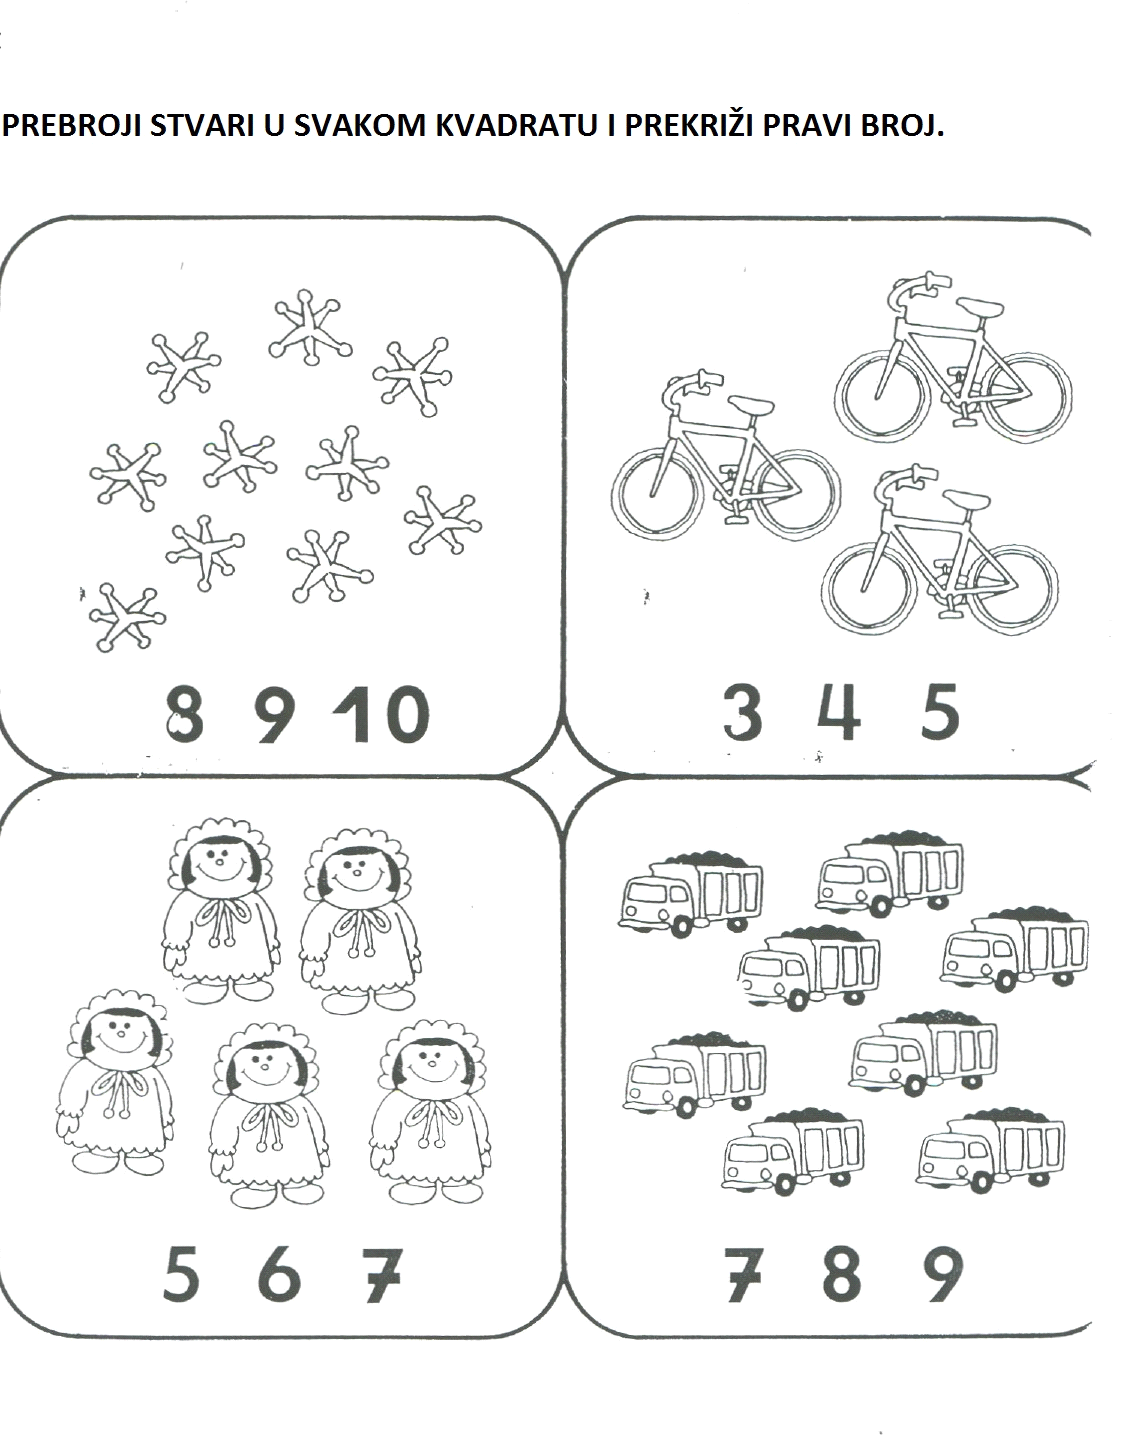 PREBROJI STVARI U SVAKOM KVADRATU I PREKRIŽI PRAVI BROJ.
8 9 10
3 4 5
5 6 7
7 8 9